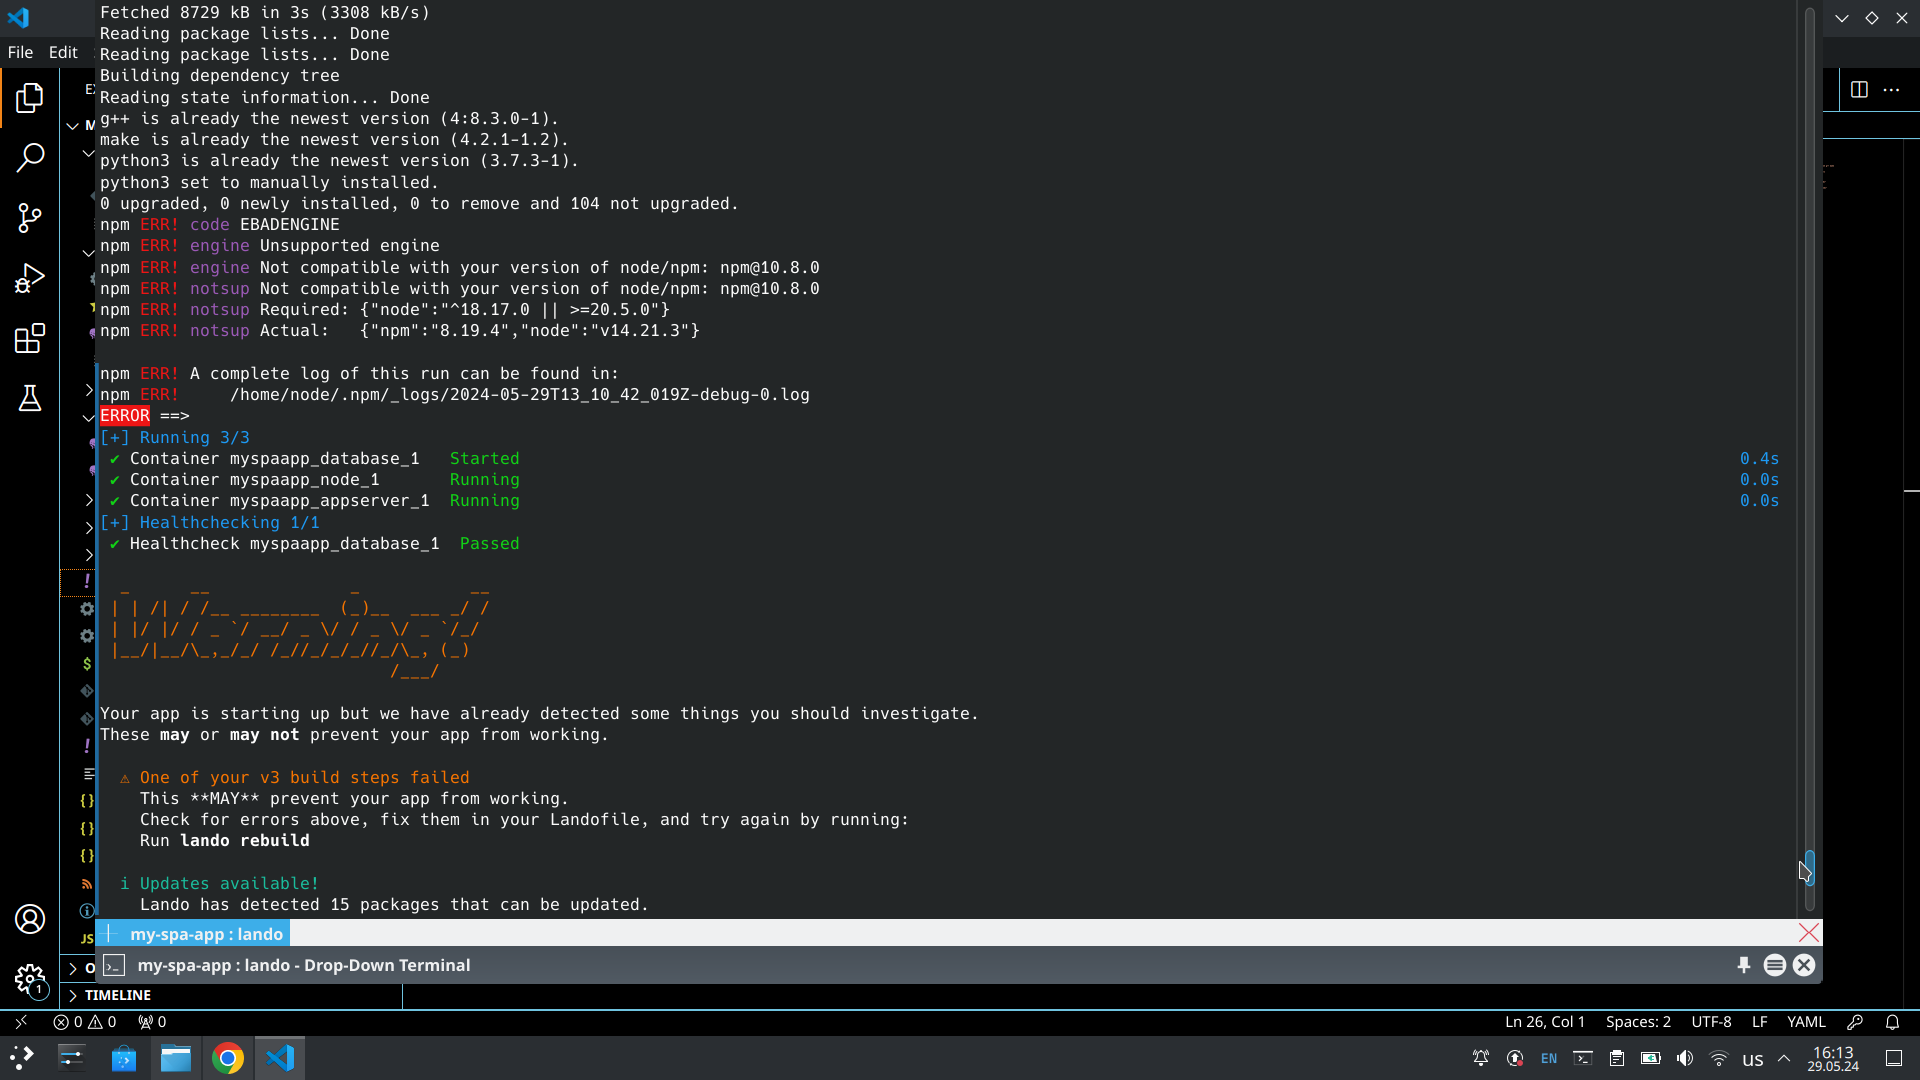 Fetched 8729 kB in 3s (3308 kB/s)
File Edit
Reading package lists... Done
Reading package lists... Done
Building dependency tree
Reading state information... Done
g++ is already the newest version (4:8.3.0-1).
make is already the newest version (4.2.1-1.2).
python3 is already the newest version (3.7.3-1).
python3 set to manually installed.
0 upgraded, 0 newly installed, 0 to remove and 104 not upgraded.
npm ERR! code EBADENGINE
npm ERR! engine Unsupported engine
npm ERR! engine Not compatible with your version of node/npm: npm@10.8.0
npm ERR! notsup Not compatible with your version of node/npm: npm@10.8.0
npm ERR! notsup Required: {"node":"^18.17.0 || >=20.5.0"}
npm ERR! notsup Actual:   {"npm":"8.19.4","node":"v14.21.3"}
npm ERR! A complete log of this run can be found in:
npm ERR!     /home/node/.npm/_logs/2024-05-29T13_10_42_019Z-debug-0.log
ERROR ==>
[+] Running 3/3
✔ Container myspaapp_database_1   Started 0.4s
✔ Container myspaapp_node_1       Running 0.0s
✔ Container myspaapp_appserver_1  Running 0.0s
[+] Healthchecking 1/1
✔ Healthcheck myspaapp_database_1  Passed
Warning!
Your app is starting up but we have already detected some things you should investigate.
These may or may not prevent your app from working.
⚠ One of your v3 build steps failed
This **MAY** prevent your app from working.
Check for errors above, fix them in your Landofile, and try again by running:
Run lando rebuild
i Updates available!
Lando has detected 15 packages that can be updated.
JS
my-spa-app : lando
my-spa-app : lando - Drop-Down Terminal
1
TIMELINE
0 0 0
Ln 26, Col 1 Spaces: 2 UTF-8 LF YAML
EN us 16:13
29.05.24